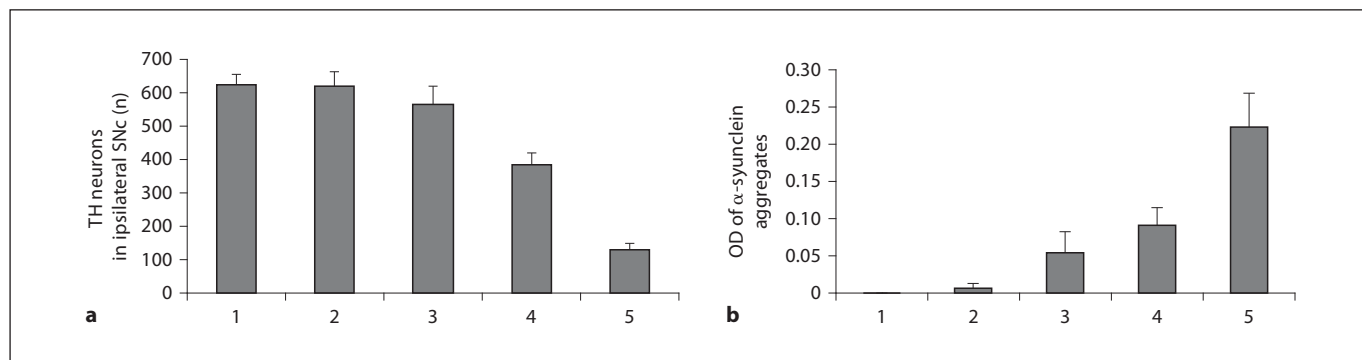 TH neurons
in ipsilateral SNc (n)
700
600
500
400
300
200
100
0
1 2 3 4 5
a
OD of α-syunclein
aggregates
0.30
0.25
0.20
0.15
0.10
0.05
0
1 2 3 4 5
b